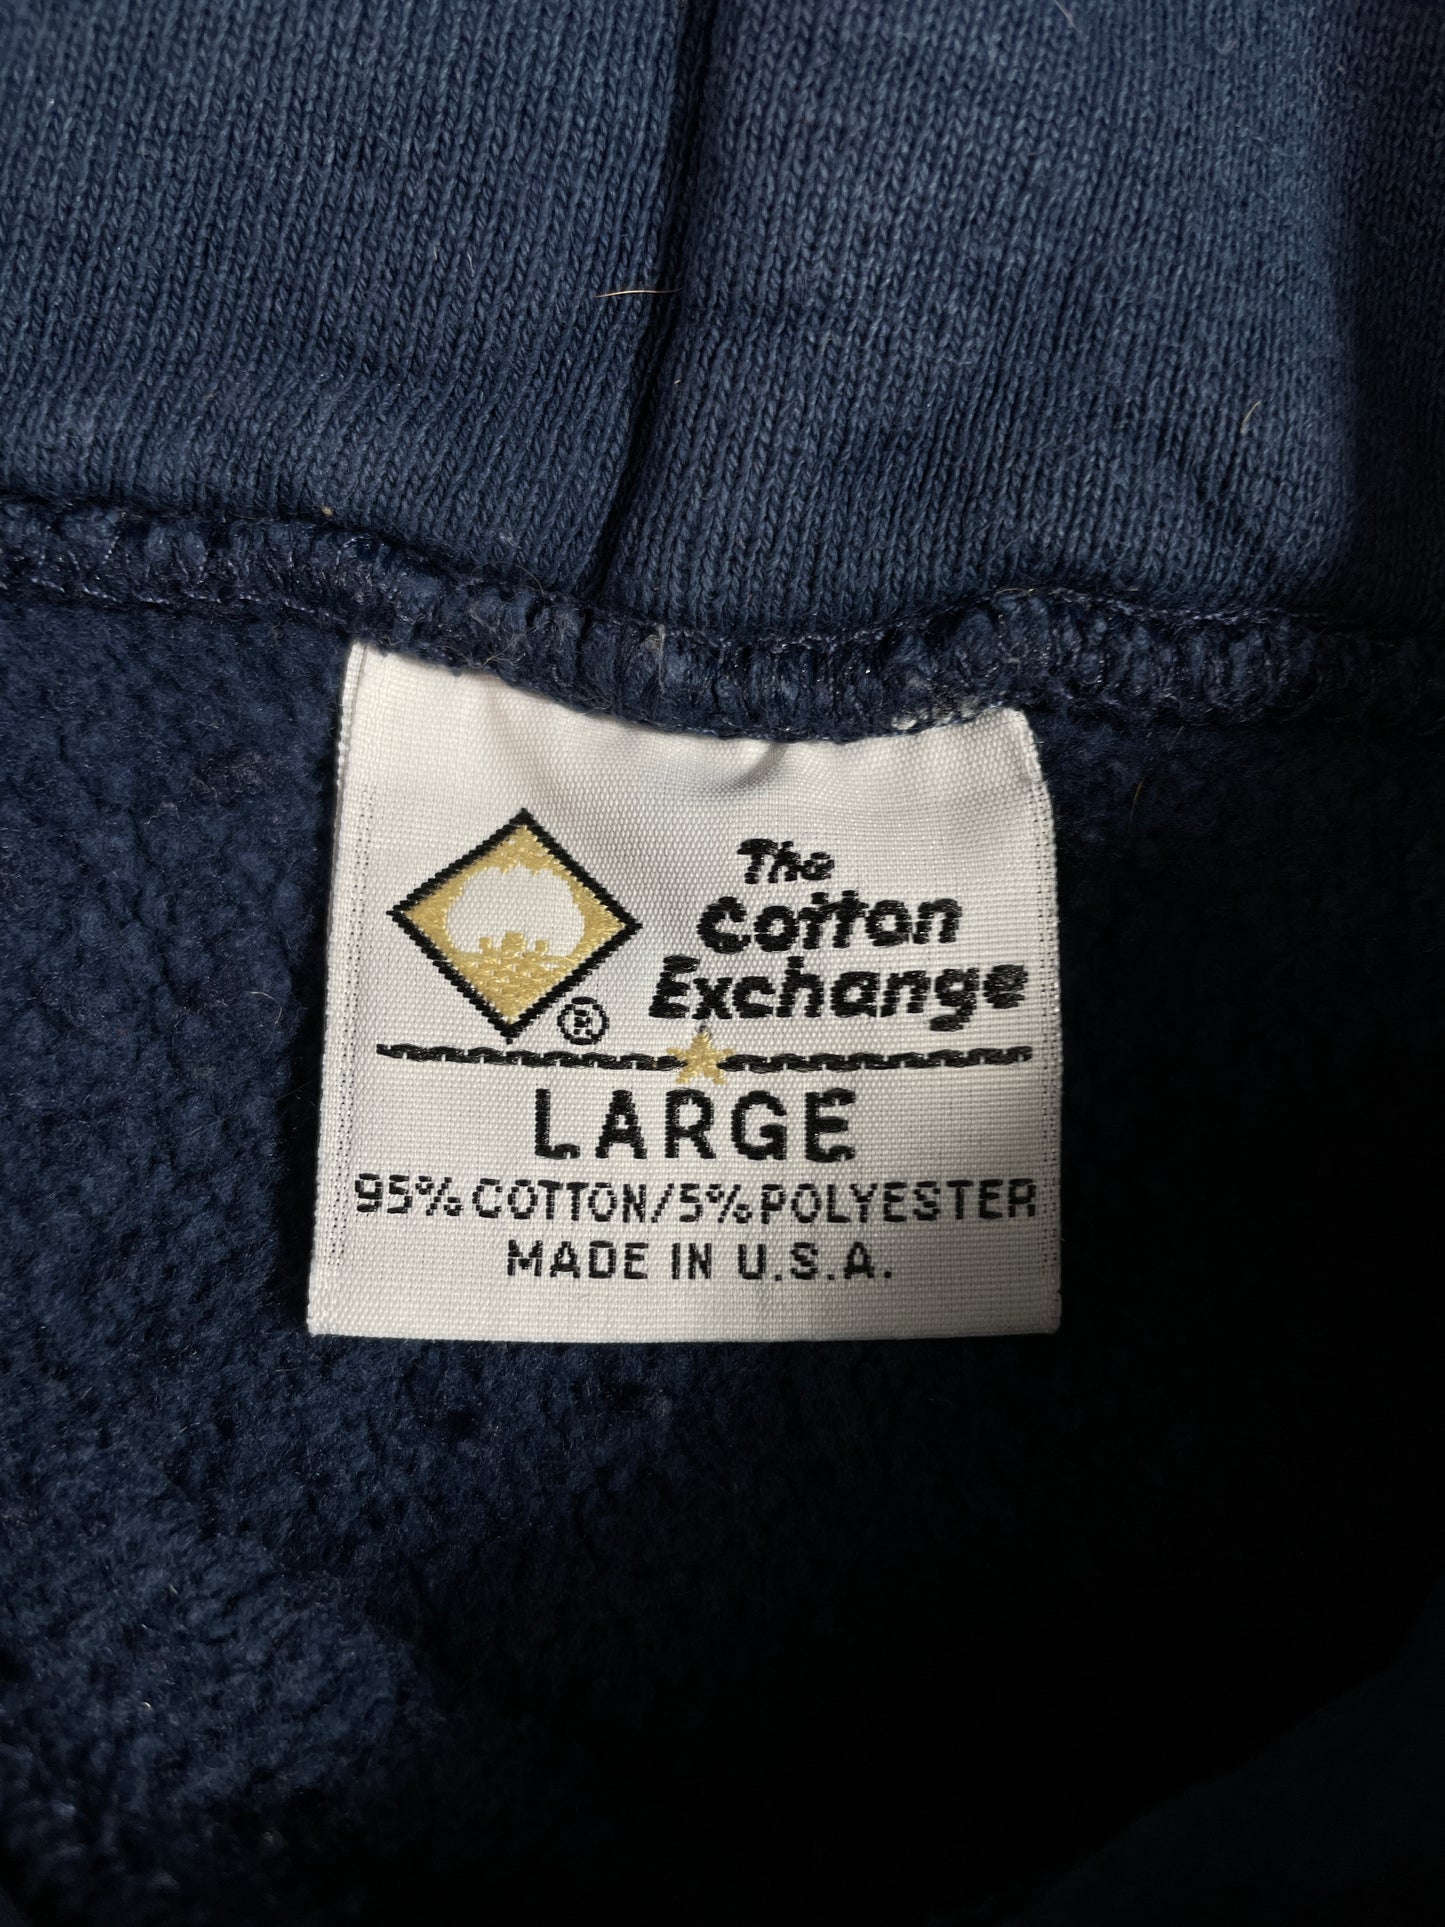 The
Cotton
Exchange
®
LARGE
95% COTTON/5% POLYESTER
MADE IN U.S.A.